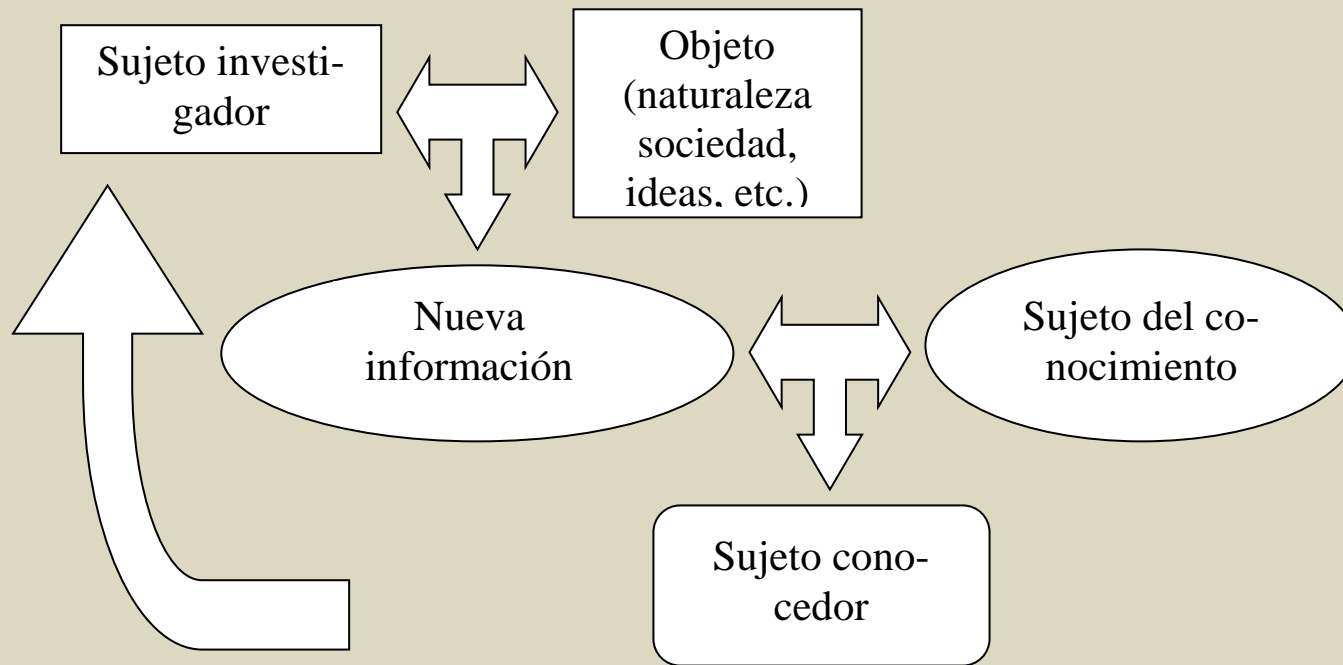 Sujeto investi-
gador
Objeto
(naturaleza
sociedad,
ideas, etc.)
Nueva
información
Sujeto del co-
nocimiento
Sujeto cono-
cedor